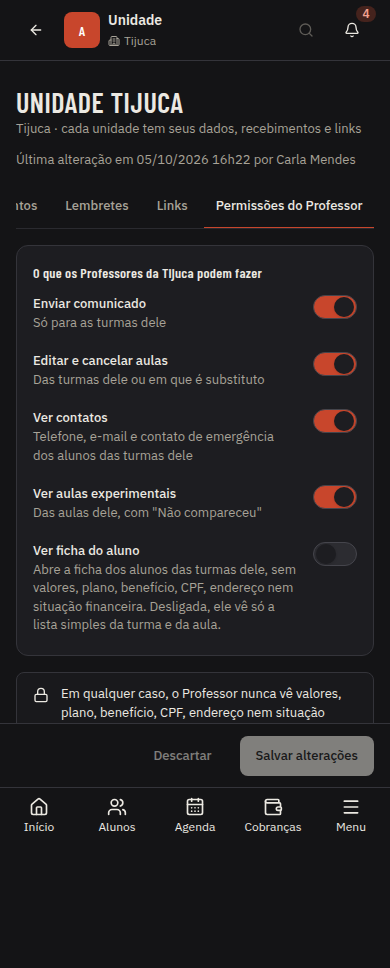 A
Unidade
Tijuca
4
UNIDADE TIJUCA
Tijuca · cada unidade tem seus dados, recebimentos e links
Última alteração em 05/10/2026 16h22 por Carla Mendes
ntos Lembretes Links Permissões do Professor
O que os Professores da Tijuca podem fazer
Enviar comunicado
Só para as turmas dele
Editar e cancelar aulas
Das turmas dele ou em que é substituto
Ver contatos
Telefone, e-mail e contato de emergência
dos alunos das turmas dele
Ver aulas experimentais
Das aulas dele, com "Não compareceu"
Ver ficha do aluno
Abre a ficha dos alunos das turmas dele, sem
valores, plano, benefício, CPF, endereço nem
situação financeira. Desligada, ele vê só a
lista simples da turma e da aula.
Em qualquer caso, o Professor nunca vê valores,
plano, benefício, CPF, endereço nem situação
Descartar Salvar alterações
Início Alunos Agenda Cobranças Menu